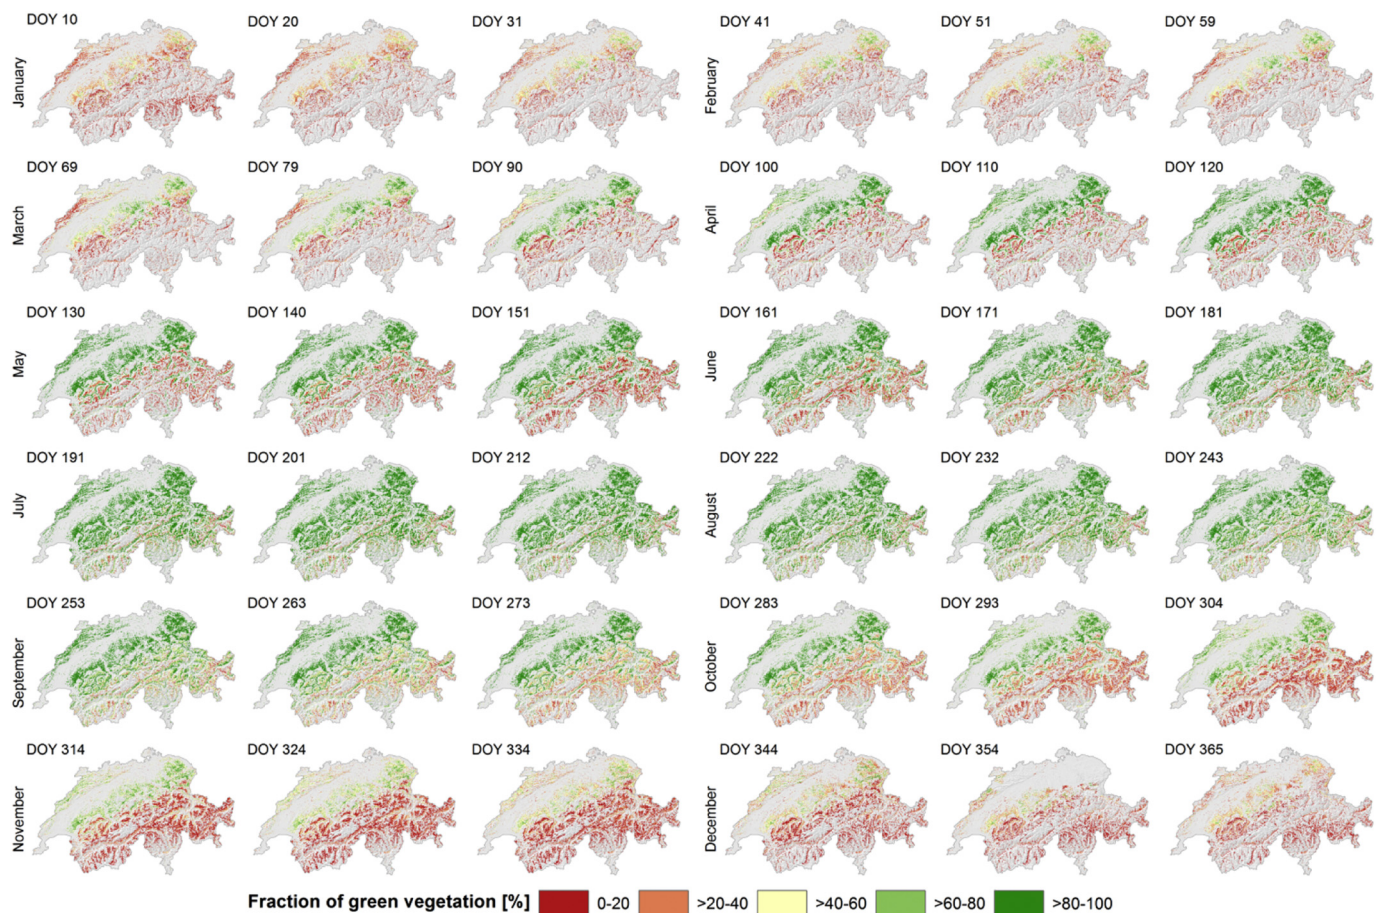 DOY 10 DOY 20 DOY 31 DOY 41 DOY 51 DOY 59
January February
DOY 69 DOY 79 DOY 90 DOY 100 DOY 110 DOY 120
March April
DOY 130 DOY 140 DOY 151 DOY 161 DOY 171 DOY 181
May June
DOY 191 DOY 201 DOY 212 DOY 222 DOY 232 DOY 243
July August
DOY 253 DOY 263 DOY 273 DOY 283 DOY 293 DOY 304
September October
DOY 314 DOY 324 DOY 334 DOY 344 DOY 354 DOY 365
November December
Fraction of green vegetation [%] 0-20 >20-40 >40-60 >60-80 >80-100